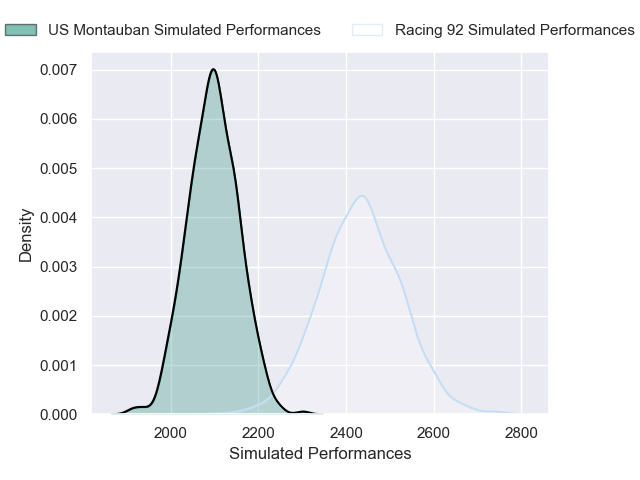 US Montauban Simulated Performances Racing 92 Simulated Performances
0.007
0.006
0.005
0.004
0.003
0.002
0.001
0.000
Density
2000 2200 2400 2600 2800
Simulated Performances